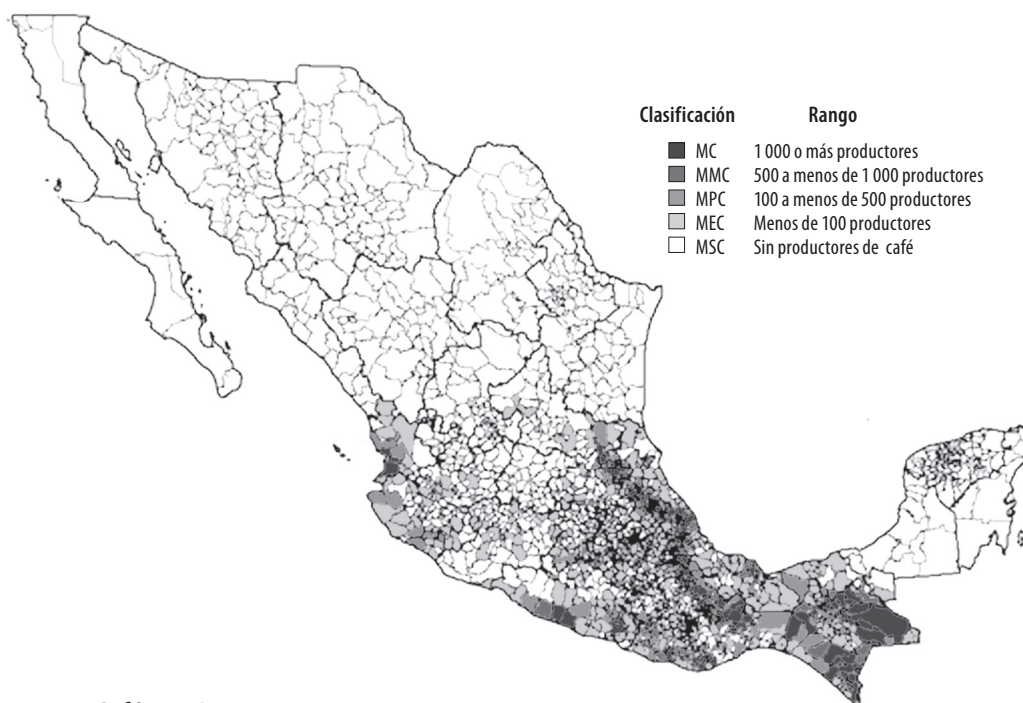 Clasificación Rango
MC 1 000 o más productores
MMC 500 a menos de 1 000 productores
MPC 100 a menos de 500 productores
MEC Menos de 100 productores
MSC Sin productores de café